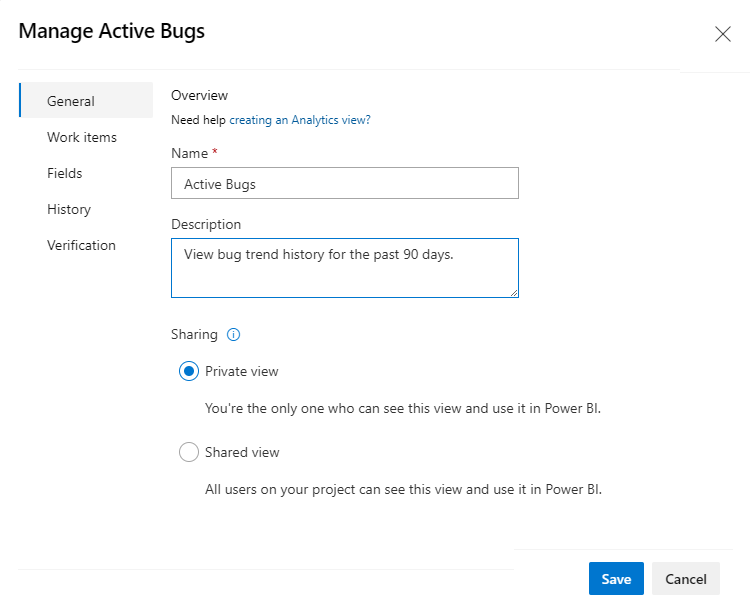 Manage Active Bugs
General
Work items
Fields
History
Verification
Overview
Need help creating an Analytics view?
Name *
Active Bugs
Description
View bug trend history for the past 90 days.
Sharing
Private view
You're the only one who can see this view and use it in Power BI.
Shared view
All users on your project can see this view and use it in Power BI.
Save
Cancel